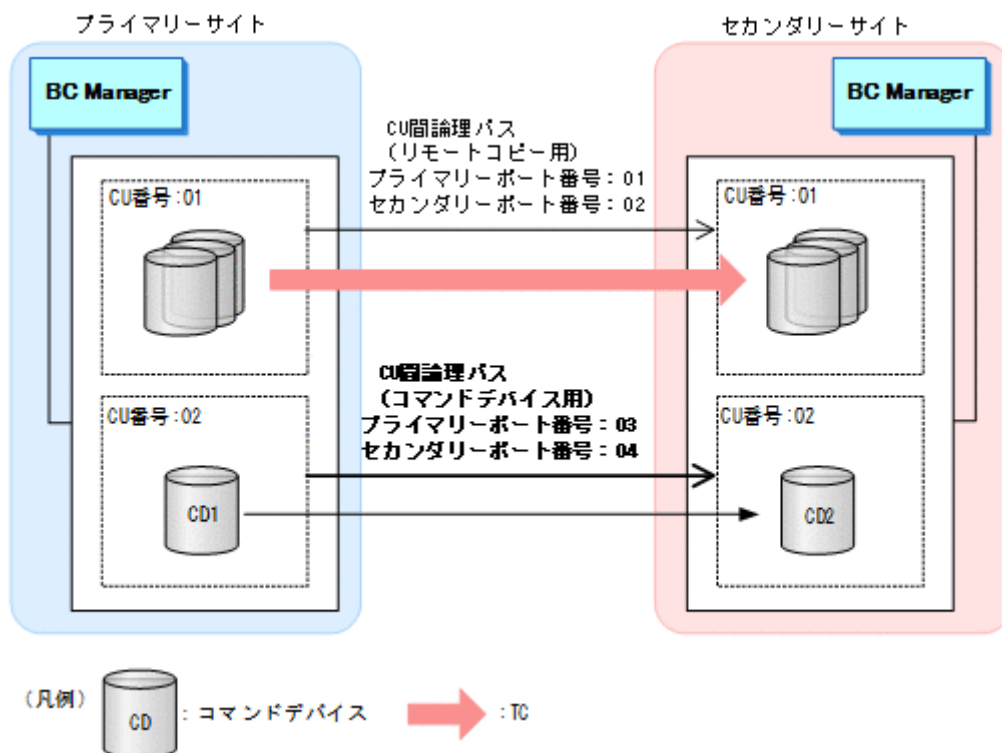 プライマリーサイト
セカンダリーサイト
BC Manager
BC Manager
CU間論理パス
(リモートコピー用)
プライマリーポート番号:01
セカンダリーポート番号:02
CU番号:01
CU番号:01
CU間論理パス
(コマンドデバイス用)
プライマリーポート番号:03
セカンダリーポート番号:04
CU番号:02
CU番号:02
CD1
CD2
(凡例)
CD
:コマンドデバイス
:TC